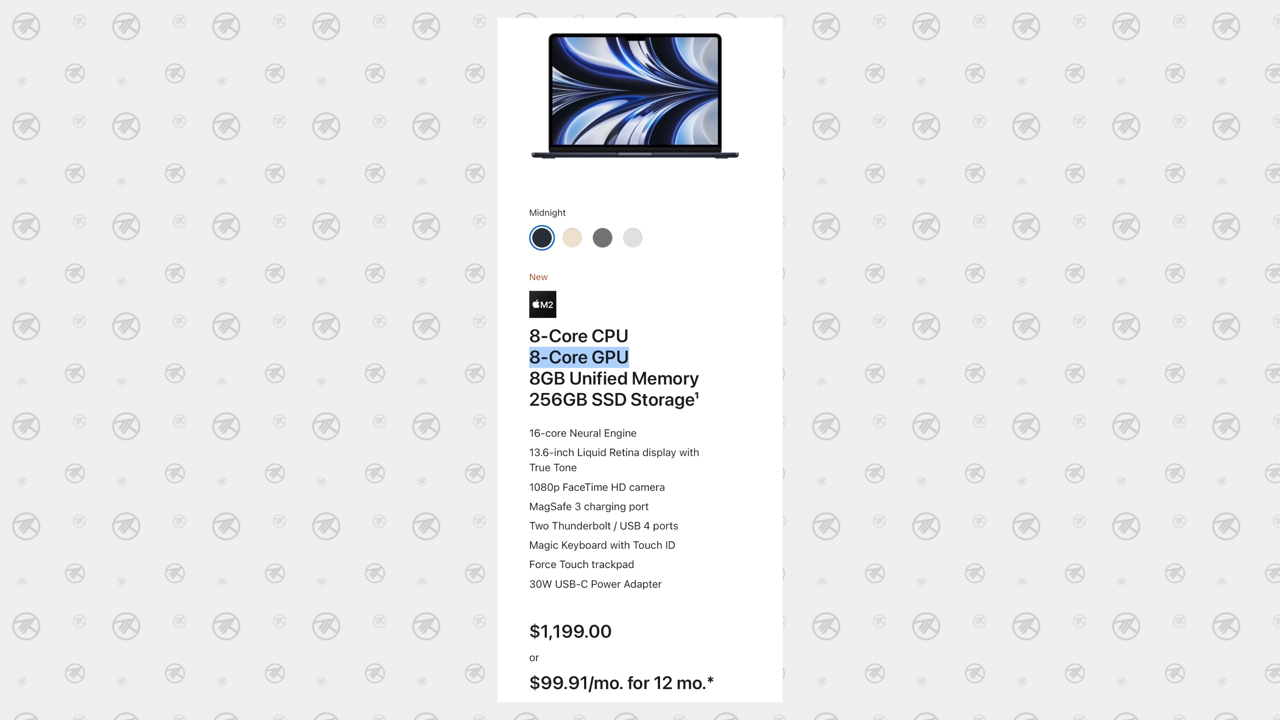 Midnight
New
M2
8-Core CPU
8-Core GPU
8GB Unified Memory
256GB SSD Storage¹
16-core Neural Engine
13.6-inch Liquid Retina display with
True Tone
1080p FaceTime HD camera
MagSafe 3 charging port
Two Thunderbolt / USB 4 ports
Magic Keyboard with Touch ID
Force Touch trackpad
30W USB-C Power Adapter
$1,199.00
or
$99.91/mo. for 12 mo.*